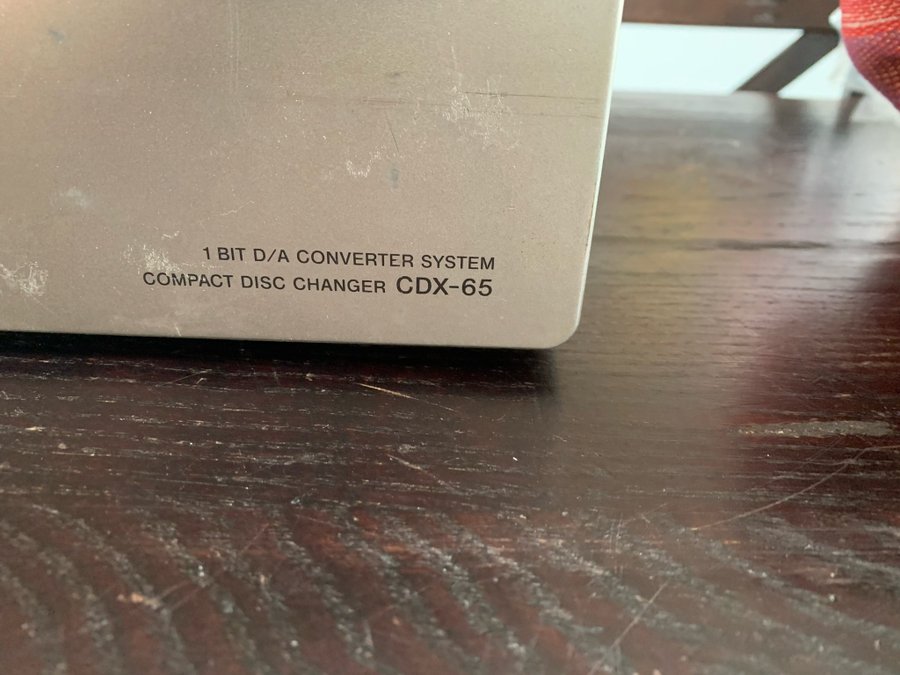 1 BIT D/A CONVERTER SYSTEM
COMPACT DISC CHANGER CDX-65